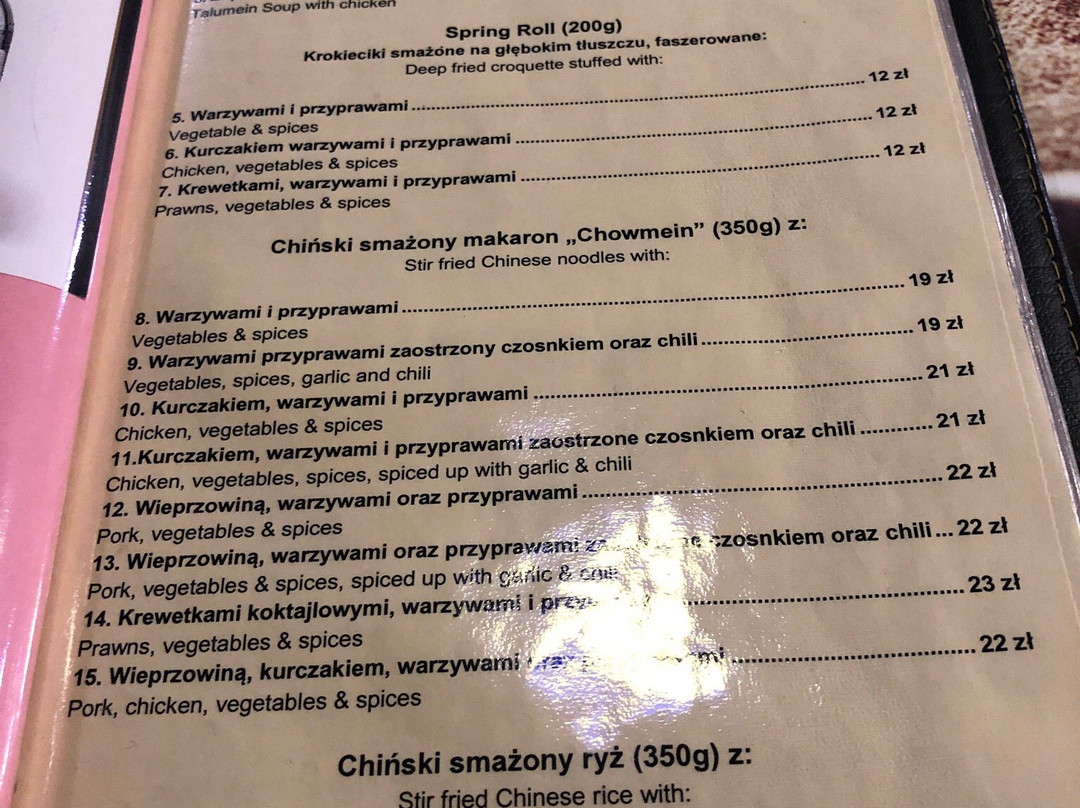 Talumein Soup with chicken
Spring Roll (200g)
Krokieciki smażóne na głębokim tłuszczu, faszerowane:
Deep fried croquette stuffed with:
5. Warzywami i przyprawami ........ 12 zł
Vegetable & spices
6. Kurczakiem warzywami i przyprawami ........ 12 zł
Chicken, vegetables & spices
7. Krewetkami, warzywami i przyprawami ........ 12 zł
Prawns, vegetables & spices
Chiński smażony makaron „Chowmein” (350g) z:
Stir fried Chinese noodles with:
8. Warzywami i przyprawami ........ 19 zł
Vegetables & spices
9. Warzywami przyprawami zaostrzony czosnkiem oraz chili ........ 19 zł
Vegetables, spices, garlic and chili
10. Kurczakiem, warzywami i przyprawami ........ 21 zł
Chicken, vegetables & spices
11.Kurczakiem, warzywami i przyprawami zaostrzone czosnkiem oraz chili ........ 21 zł
Chicken, vegetables, spices, spiced up with garlic & chili
12. Wieprzowiną, warzywami oraz przyprawami ........ 22 zł
Pork, vegetables & spices
13. Wieprzowiną, warzywami oraz przyprawami czosnkiem oraz chili ... 22 zł
Pork, vegetables & spices, spiced up with garlic & chili
14. Krewetkami koktajlowymi, warzywami i ........ 23 zł
Prawns, vegetables & spices
15. Wieprzowiną, kurczakiem, warzywami oraz ........ 22 zł
Pork, chicken, vegetables & spices
Chiński smażony ryż (350g) z:
Stir fried Chinese rice with: